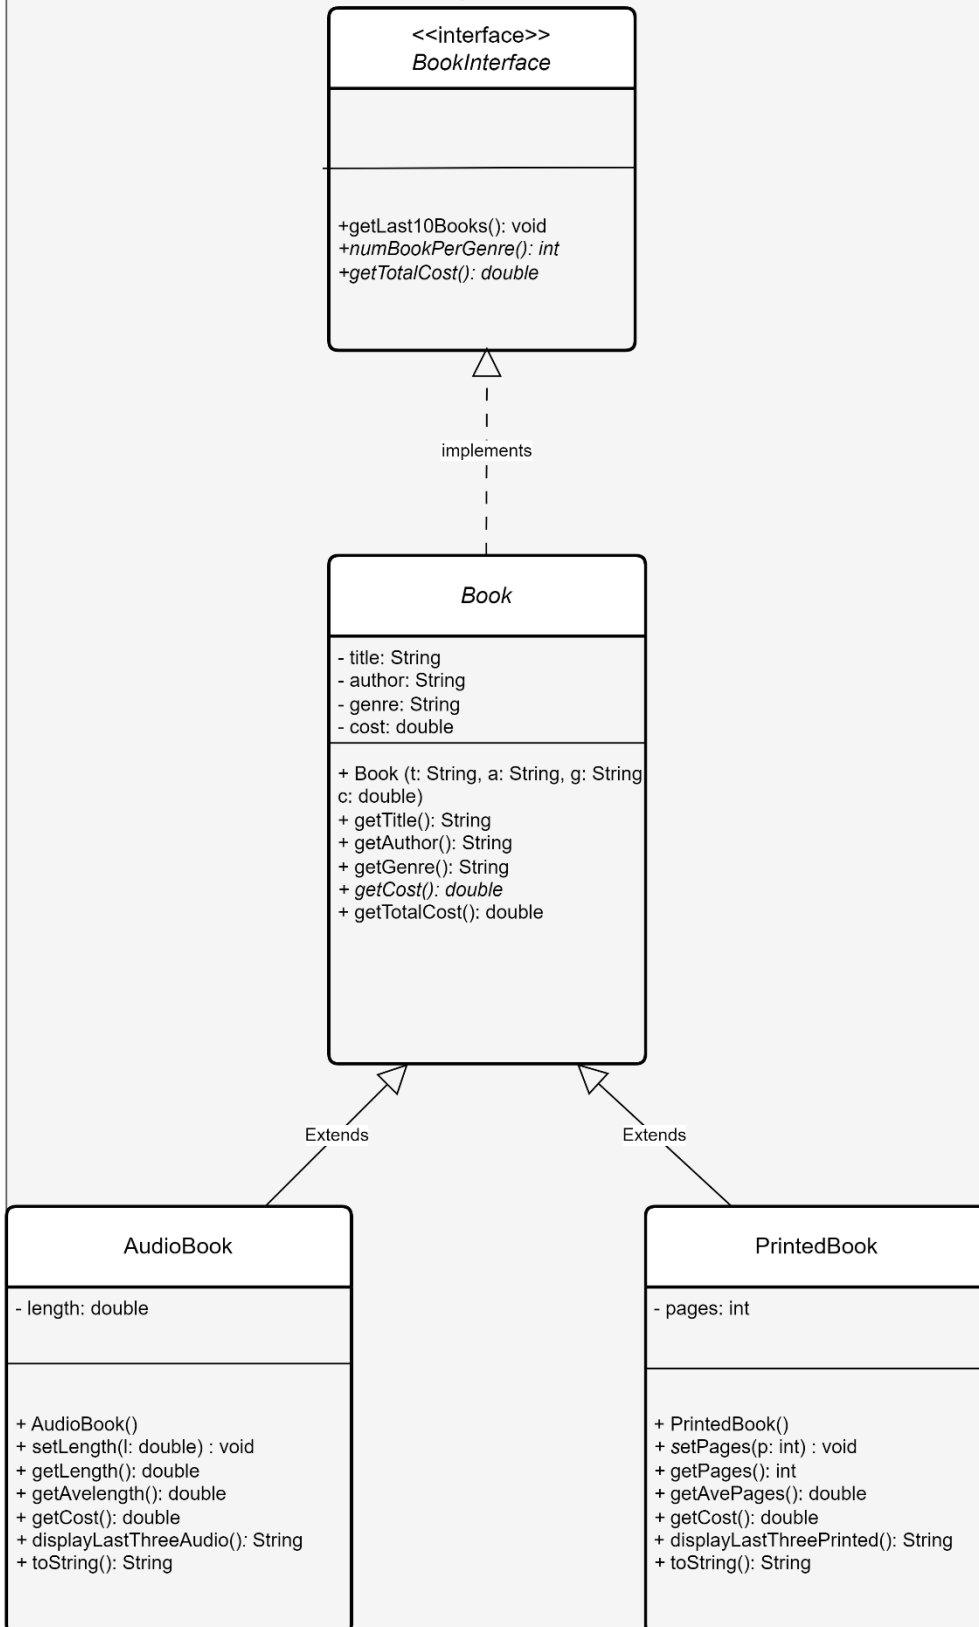 <<interface>>
BookInterface
+getLast10Books(): void
+numBookPerGenre(): int
+getTotalCost(): double
implements
Book
- title: String
- author: String
- genre: String
- cost: double
+ Book (t: String, a: String, g: String
c: double)
+ getTitle(): String
+ getAuthor(): String
+ getGenre(): String
+ getCost(): double
+ getTotalCost(): double
Extends
Extends
AudioBook
- length: double
+ AudioBook()
+ setLength(l: double) : void
+ getLength(): double
+ getAvelength(): double
+ getCost(): double
+ displayLastThreeAudio(): String
+ toString(): String
PrintedBook
- pages: int
+ PrintedBook()
+ setPages(p: int) : void
+ getPages(): int
+ getAvePages(): double
+ getCost(): double
+ displayLastThreePrinted(): String
+ toString(): String